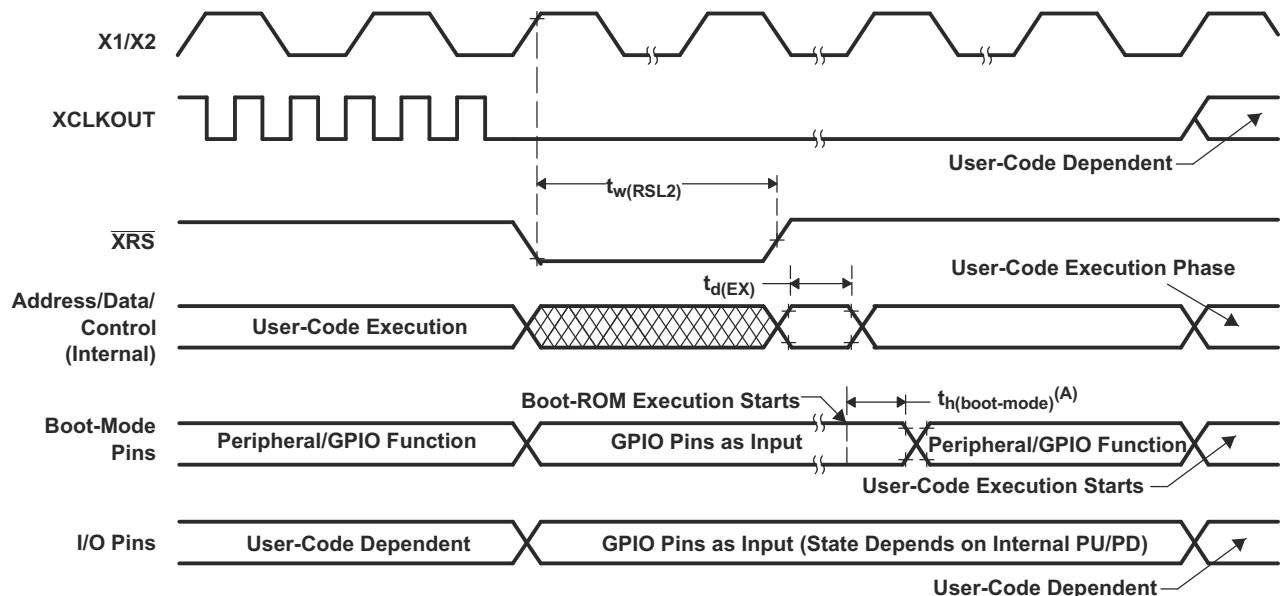 X1/X2
XCLKOUT
User-Code Dependent
tw(RSL2)
XRS
User-Code Execution Phase
td(EX)
Address/Data/
Control
(Internal)
User-Code Execution
Boot-ROM Execution Starts
th(boot-mode)(A)
Boot-Mode
Pins
Peripheral/GPIO Function
GPIO Pins as Input
Peripheral/GPIO Function
User-Code Execution Starts
I/O Pins
User-Code Dependent
GPIO Pins as Input (State Depends on Internal PU/PD)
User-Code Dependent